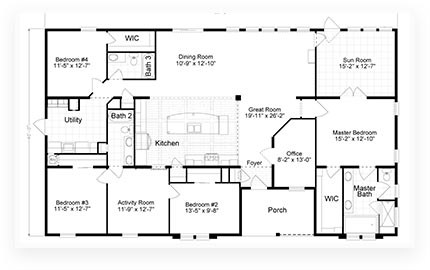 WIC
Bedroom #4
11'-5" x 12'-7"
Bath 3
Dining Room
10'-9" x 12'-10"
Sun Room
15'-2" x 12'-7"
Utility
Bath 2
Great Room
19'-11" x 26'-2"
Kitchen
Master Bedroom
15'-2" x 12'-10"
Office
8'-2" x 13'-0"
Foyer
Bedroom #3
11'-5" x 12'-7"
Activity Room
11'-9" x 12'-7"
Bedroom #2
13'-5" x 9'-8"
Porch
WIC
Master
Bath